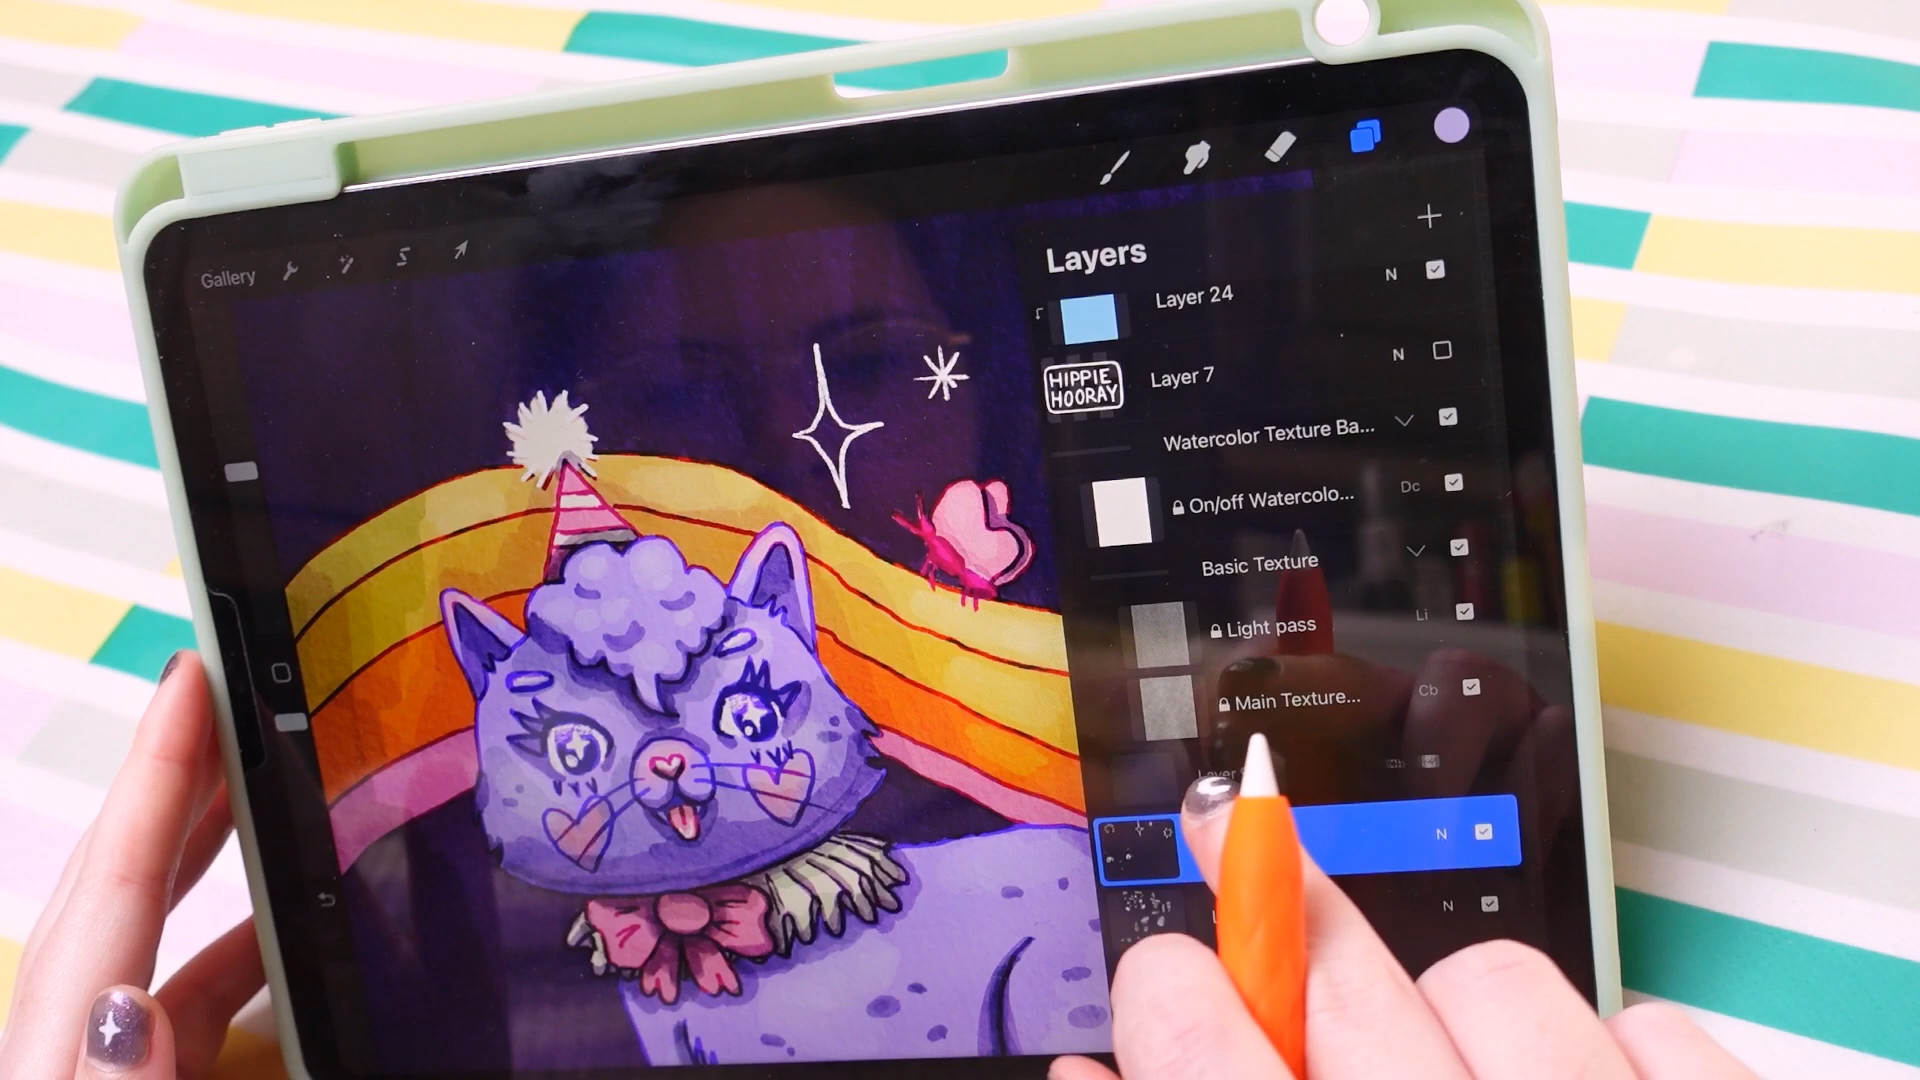 Gallery
Layers
Layer 24
N
HIPPIE
HOORAY
Layer 7
N
Watercolor Texture Ba...
On/off Watercolo...
Dc
Basic Texture
Light pass
Li
Main Texture...
Cb
Layer
N
N